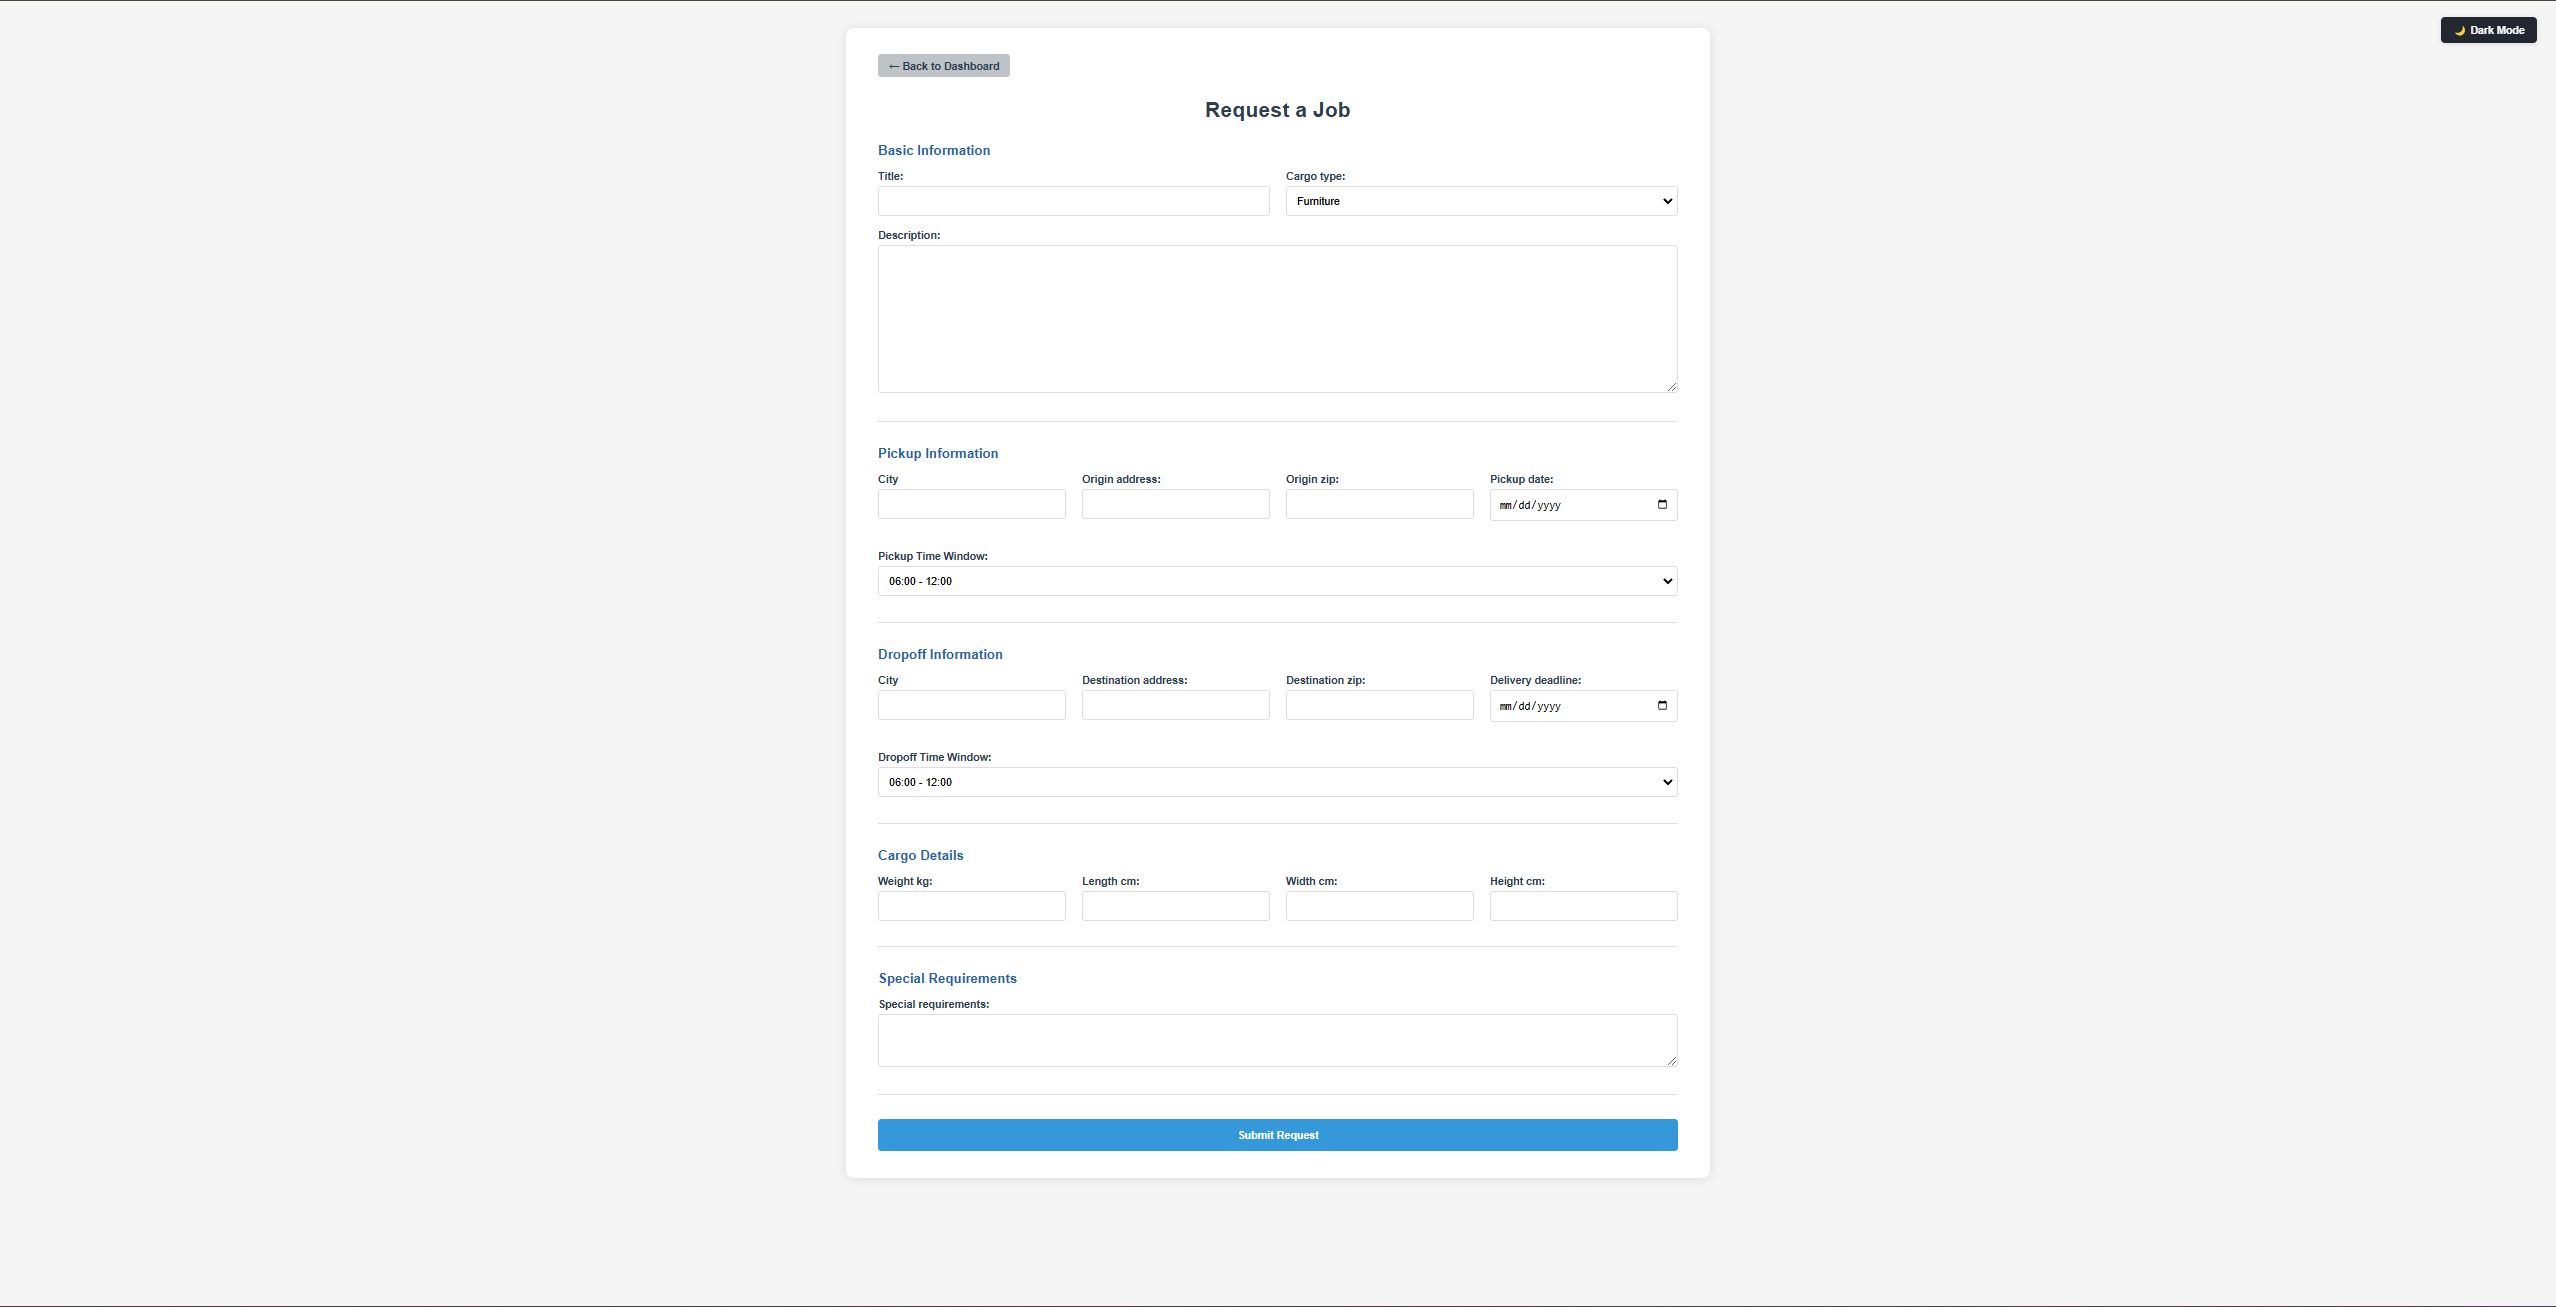 🌙 Dark Mode
← Back to Dashboard
Request a Job
Basic Information
Title:
Cargo type:
Furniture
Description:
Pickup Information
City
Origin address:
Origin zip:
Pickup date:
mm/dd/yyyy
Pickup Time Window:
06:00 - 12:00
Dropoff Information
City
Destination address:
Destination zip:
Delivery deadline:
mm/dd/yyyy
Dropoff Time Window:
06:00 - 12:00
Cargo Details
Weight kg:
Length cm:
Width cm:
Height cm:
Special Requirements
Special requirements:
Submit Request